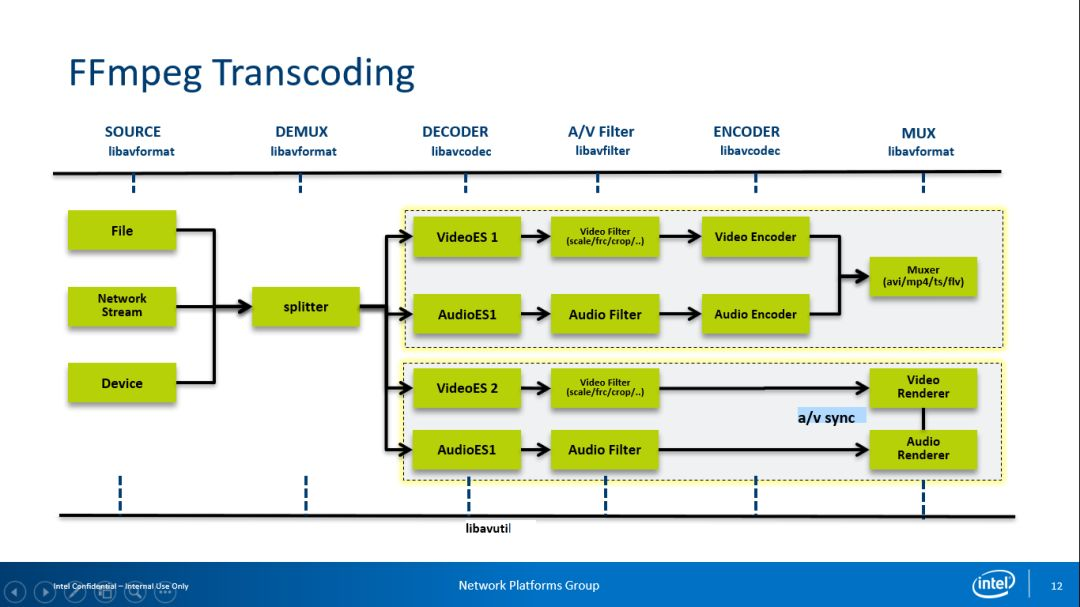 FFmpeg Transcoding
SOURCE
libavformat
DEMUX
libavformat
DECODER
libavcodec
A/V Filter
libavfilter
ENCODER
libavcodec
MUX
libavformat
File
Network
Stream
Device
splitter
VideoES 1
Video Filter
(scale/frc/crop/..)
Video Encoder
AudioES1
Audio Filter
Audio Encoder
Muxer
(avi/mp4/ts/flv)
VideoES 2
Video Filter
(scale/frc/crop/..)
Video
Renderer
a/v sync
AudioES1
Audio Filter
Audio
Renderer
libavutil
Intel Confidential – Internal Use Only
Network Platforms Group
intel
12